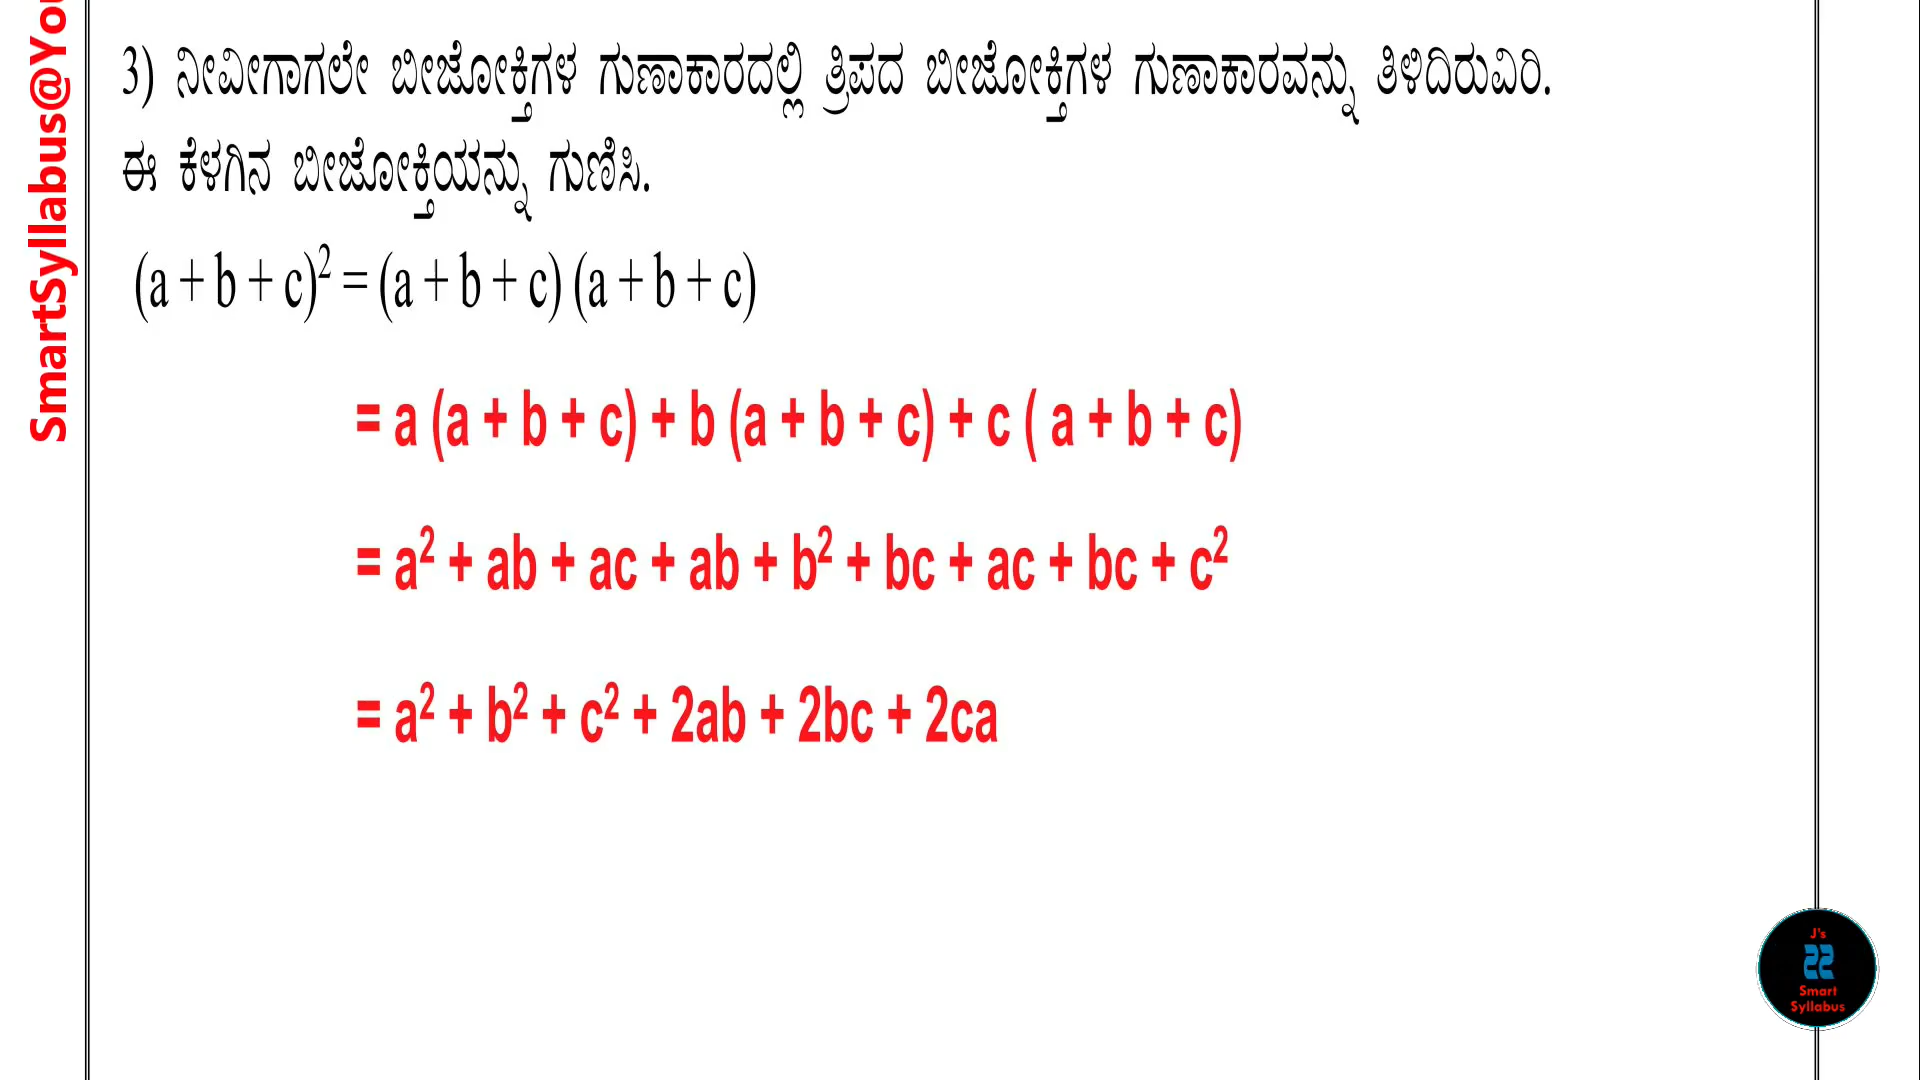 SmartSyllabus@You
3) ನೀವೀಗಾಗಲೇ ಬೀಜೋಕ್ತಿಗಳ ಗುಣಾಕಾರದಲ್ಲಿ ತ್ರಿಪದ ಬೀಜೋಕ್ತಿಗಳ ಗುಣಾಕಾರವನ್ನು ತಿಳಿದಿರುವಿರಿ.
ಈ ಕೆಳಗಿನ ಬೀಜೋಕ್ತಿಯನ್ನು ಗುಣಿಸಿ.
(a + b + c)² = (a + b + c) (a + b + c)
= a (a + b + c) + b (a + b + c) + c ( a + b + c)
= a² + ab + ac + ab + b² + bc + ac + bc + c²
= a² + b² + c² + 2ab + 2bc + 2ca
J's
Smart
Syllabus